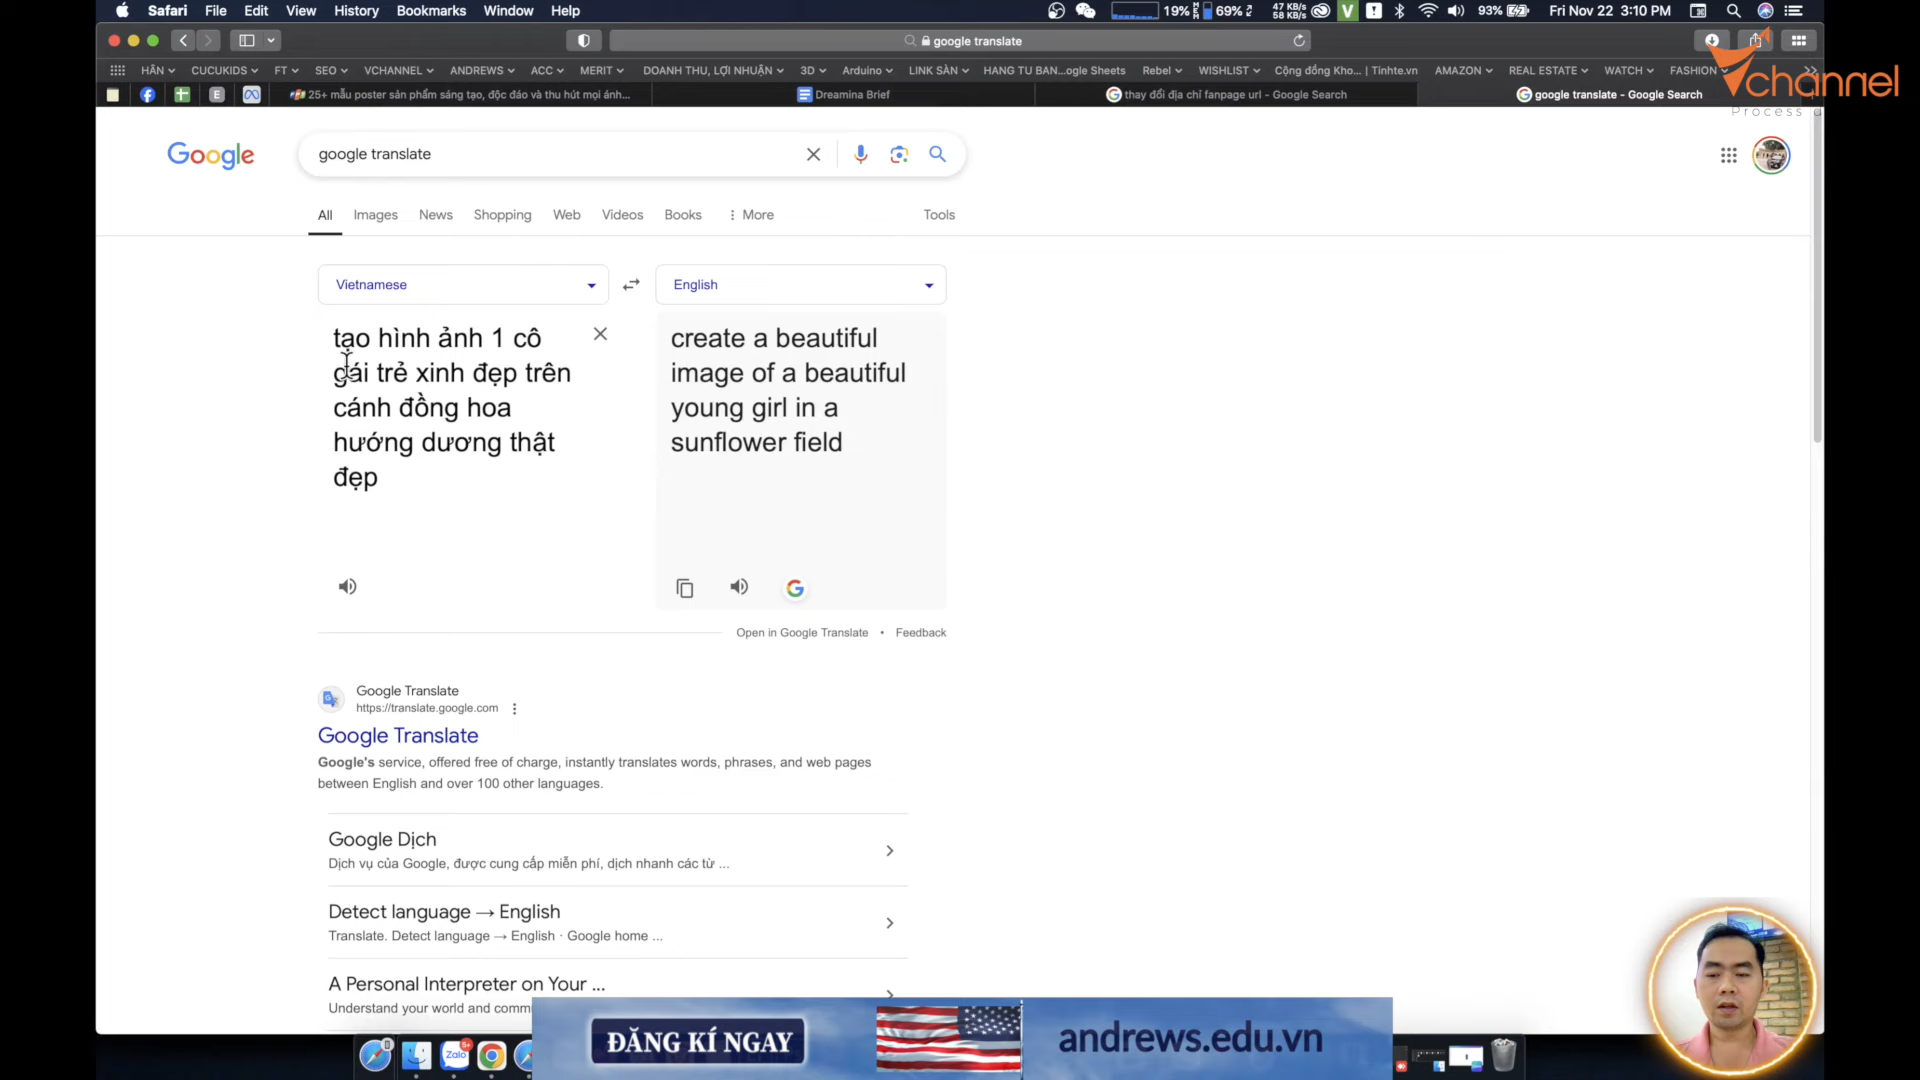 Safari File Edit View History Bookmarks Window Help
19% 69% 47 KB/s 58 KB/s V 93% Fri Nov 22 3:10 PM
google translate
HÂN CUCUKIDS FT SEO VCHANNEL ANDREWS ACC MERIT DOANH THU, LỢI NHUẬN 3D Arduino LINK SÀN HANG TU BAN...ogle Sheets Rebel WISHLIST Cộng đồng Kho... | Tinhte.vn AMAZON REAL ESTATE WATCH FASHION
25+ mẫu poster sản phẩm sáng tạo, độc đáo và thu hút mọi ánh...
Dreamina Brief
thay đổi địa chỉ fanpage url - Google Search
google translate - Google Search
Vchannel
Process
Google
google translate
All Images News Shopping Web Videos Books More Tools
Vietnamese
English
tạo hình ảnh 1 cô
gái trẻ xinh đẹp trên
cánh đồng hoa
hướng dương thật
đẹp
create a beautiful
image of a beautiful
young girl in a
sunflower field
Open in Google Translate • Feedback
Google Translate
https://translate.google.com
Google Translate
Google's service, offered free of charge, instantly translates words, phrases, and web pages
between English and over 100 other languages.
Google Dịch
Dịch vụ của Google, được cung cấp miễn phí, dịch nhanh các từ ...
Detect language → English
Translate. Detect language → English · Google home ...
A Personal Interpreter on Your ...
Understand your world and
ĐĂNG KÍ NGAY
andrews.edu.vn
Zalo
5+